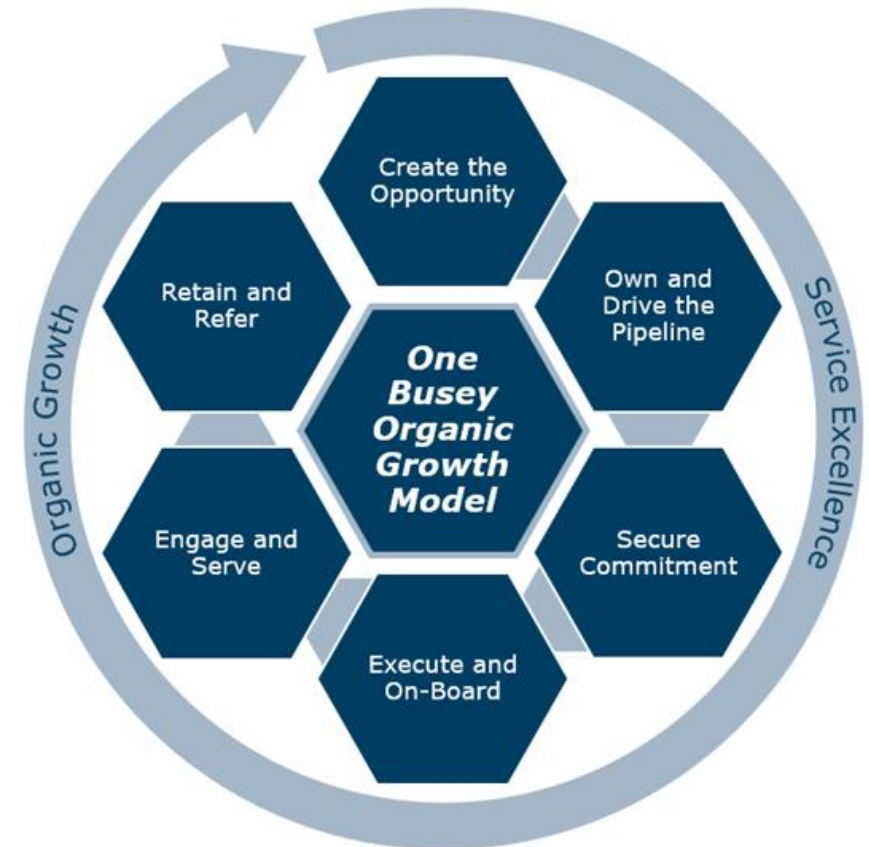 Create the
Opportunity
Own and
Drive the
Pipeline
Secure
Commitment
Execute and
On-Board
Engage and
Serve
Retain and
Refer
One
Busey
Organic
Growth
Model
Service Excellence
Organic Growth